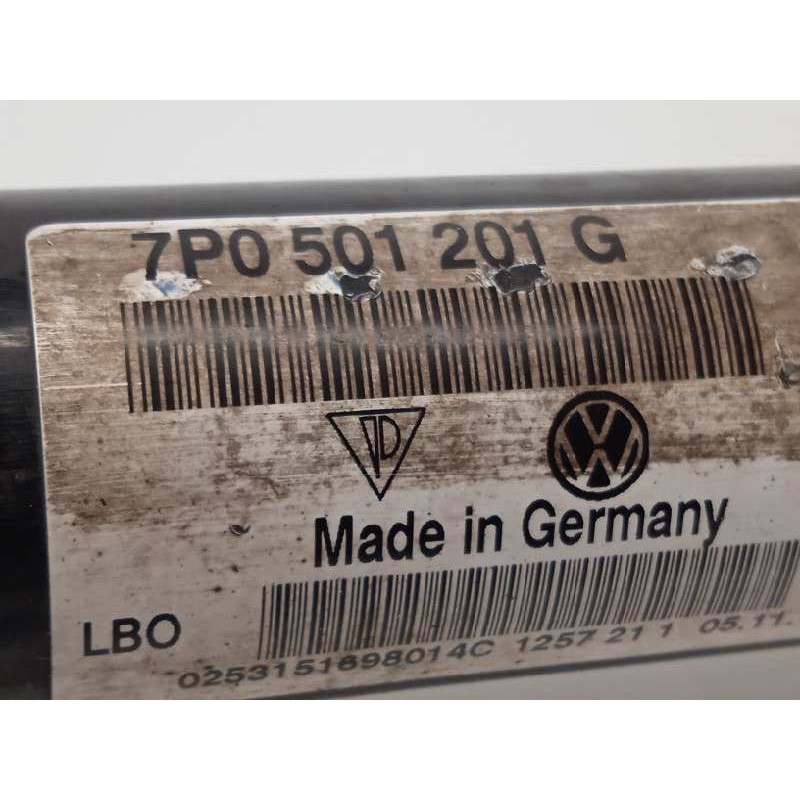 7P0 501 201 G
Made in Germany
LBO
0253151698014C 1257 21 1 05.11.